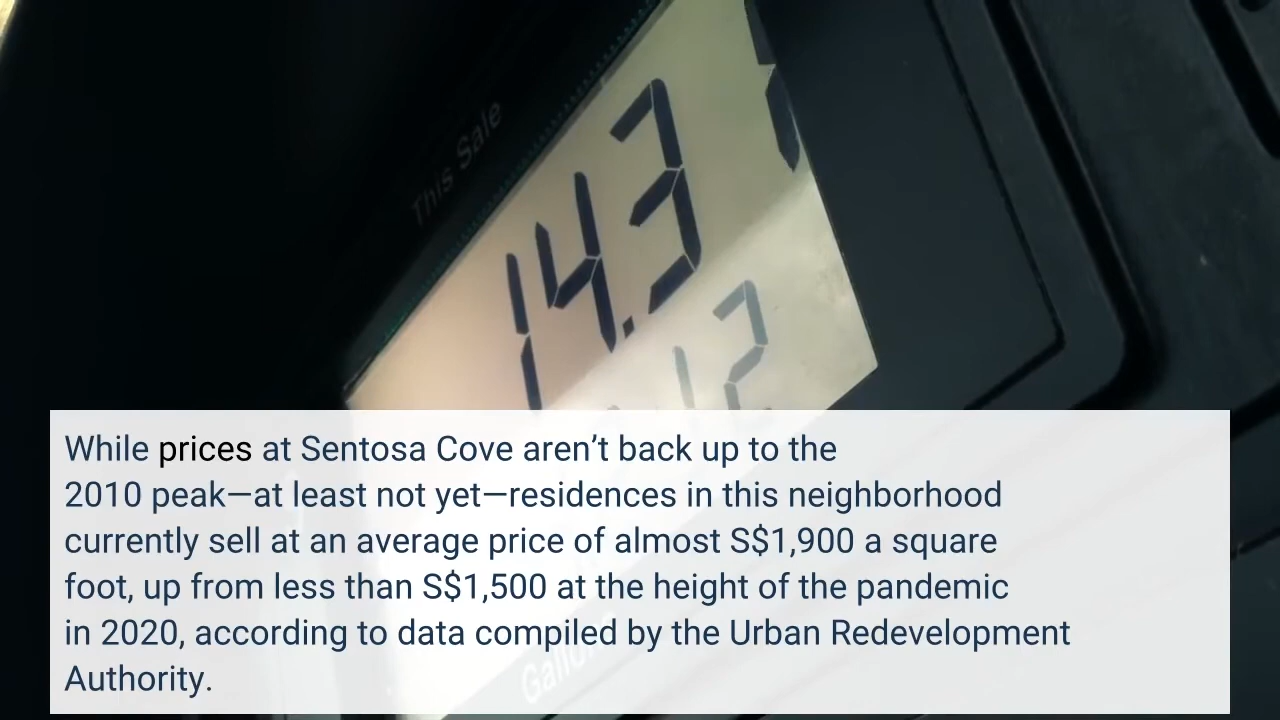 This Sale
14.3
While prices at Sentosa Cove aren’t back up to the
2010 peak—at least not yet—residences in this neighborhood
currently sell at an average price of almost S$1,900 a square
foot, up from less than S$1,500 at the height of the pandemic
in 2020, according to data compiled by the Urban Redevelopment
Authority.